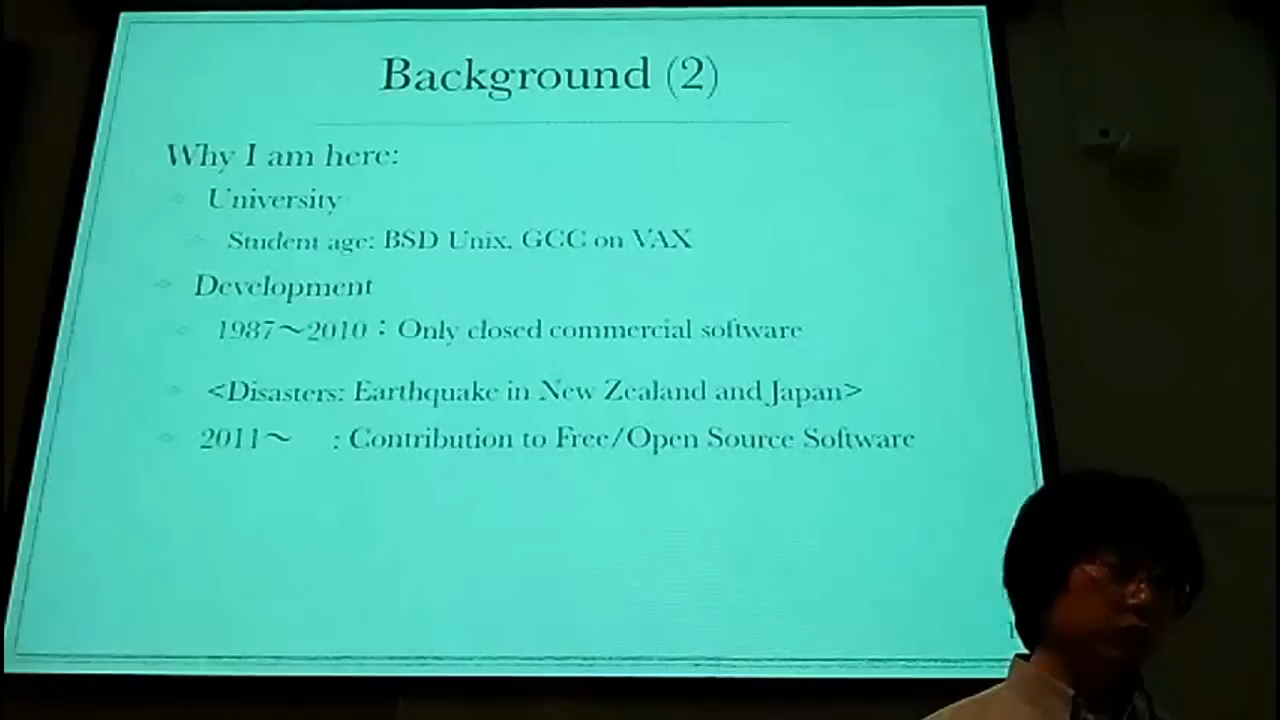 Background (2)
Why I am here:
University
Student age: BSD Unix, GCC on VAX
Development
1987～2010：Only closed commercial software
<Disasters: Earthquake in New Zealand and Japan>
2011～ : Contribution to Free/Open Source Software